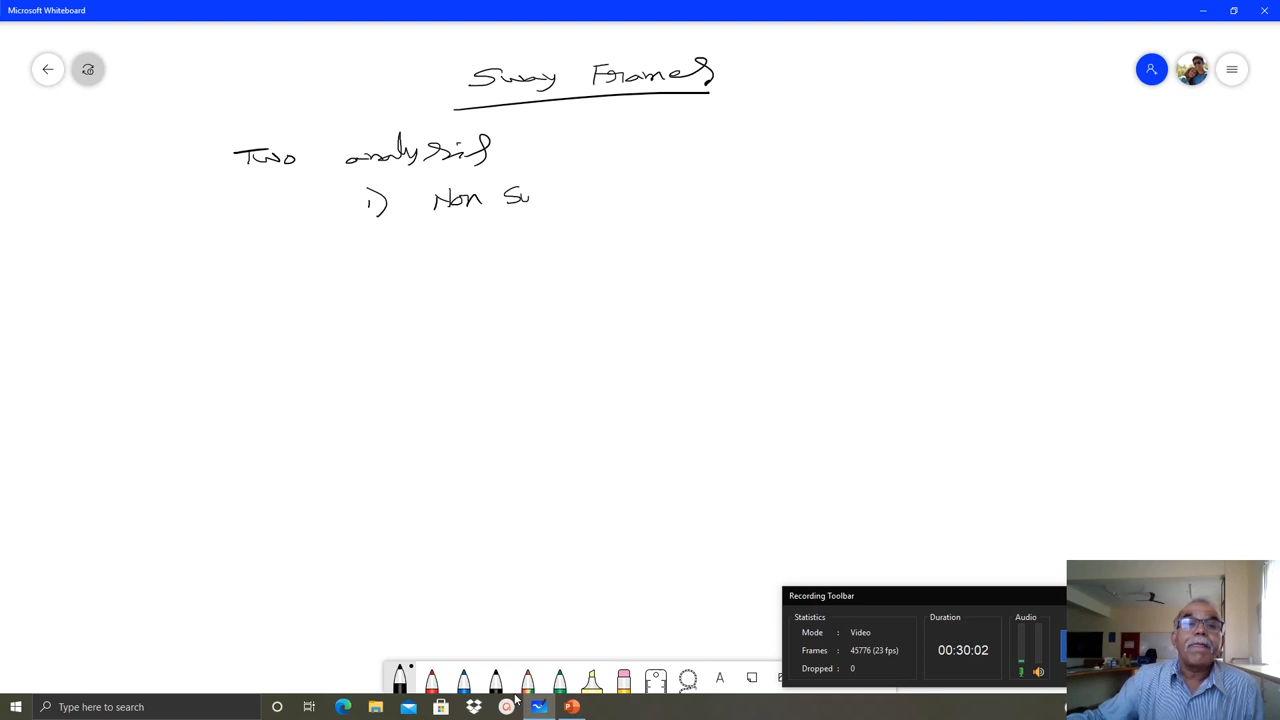 Microsoft Whiteboard
Sway Frames
Two analysis
i) Non Sw
Recording Toolbar
Statistics
Duration
Audio
Mode : Video
Frames : 45776 (23 fps)
Dropped : 0
00:30:02
A
Type here to search